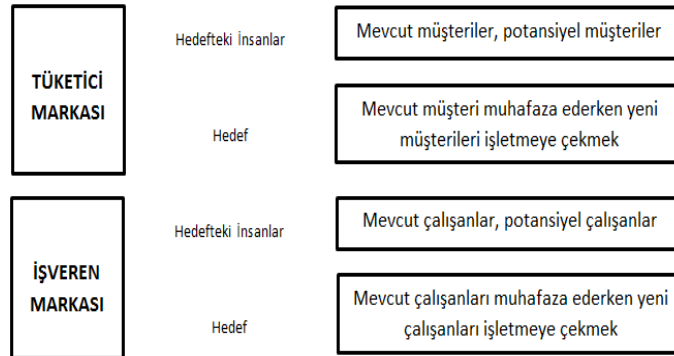 TÜKETİCİ
MARKASI
Hedefteki İnsanlar
Mevcut müşteriler, potansiyel müşteriler
Hedef
Mevcut müşteri muhafaza ederken yeni
müşterileri işletmeye çekmek
İŞVEREN
MARKASI
Hedefteki İnsanlar
Mevcut çalışanlar, potansiyel çalışanlar
Hedef
Mevcut çalışanları muhafaza ederken yeni
çalışanları işletmeye çekmek